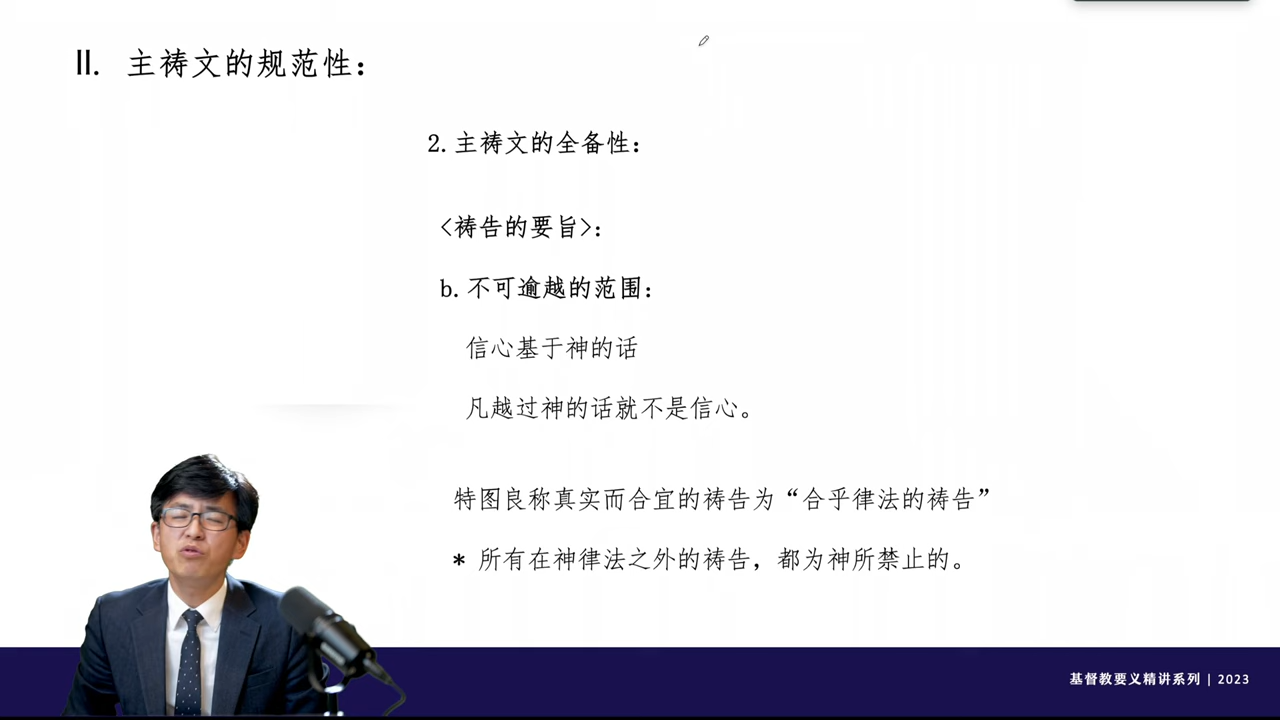 II. 主祷文的规范性：
2. 主祷文的全备性：
<祷告的要旨>：
b. 不可逾越的范围：
信心基于神的话
凡越过神的话就不是信心。
特图良称真实而合宜的祷告为“合乎律法的祷告”
* 所有在神律法之外的祷告，都为神所禁止的。
基督教要义精讲系列 | 2023